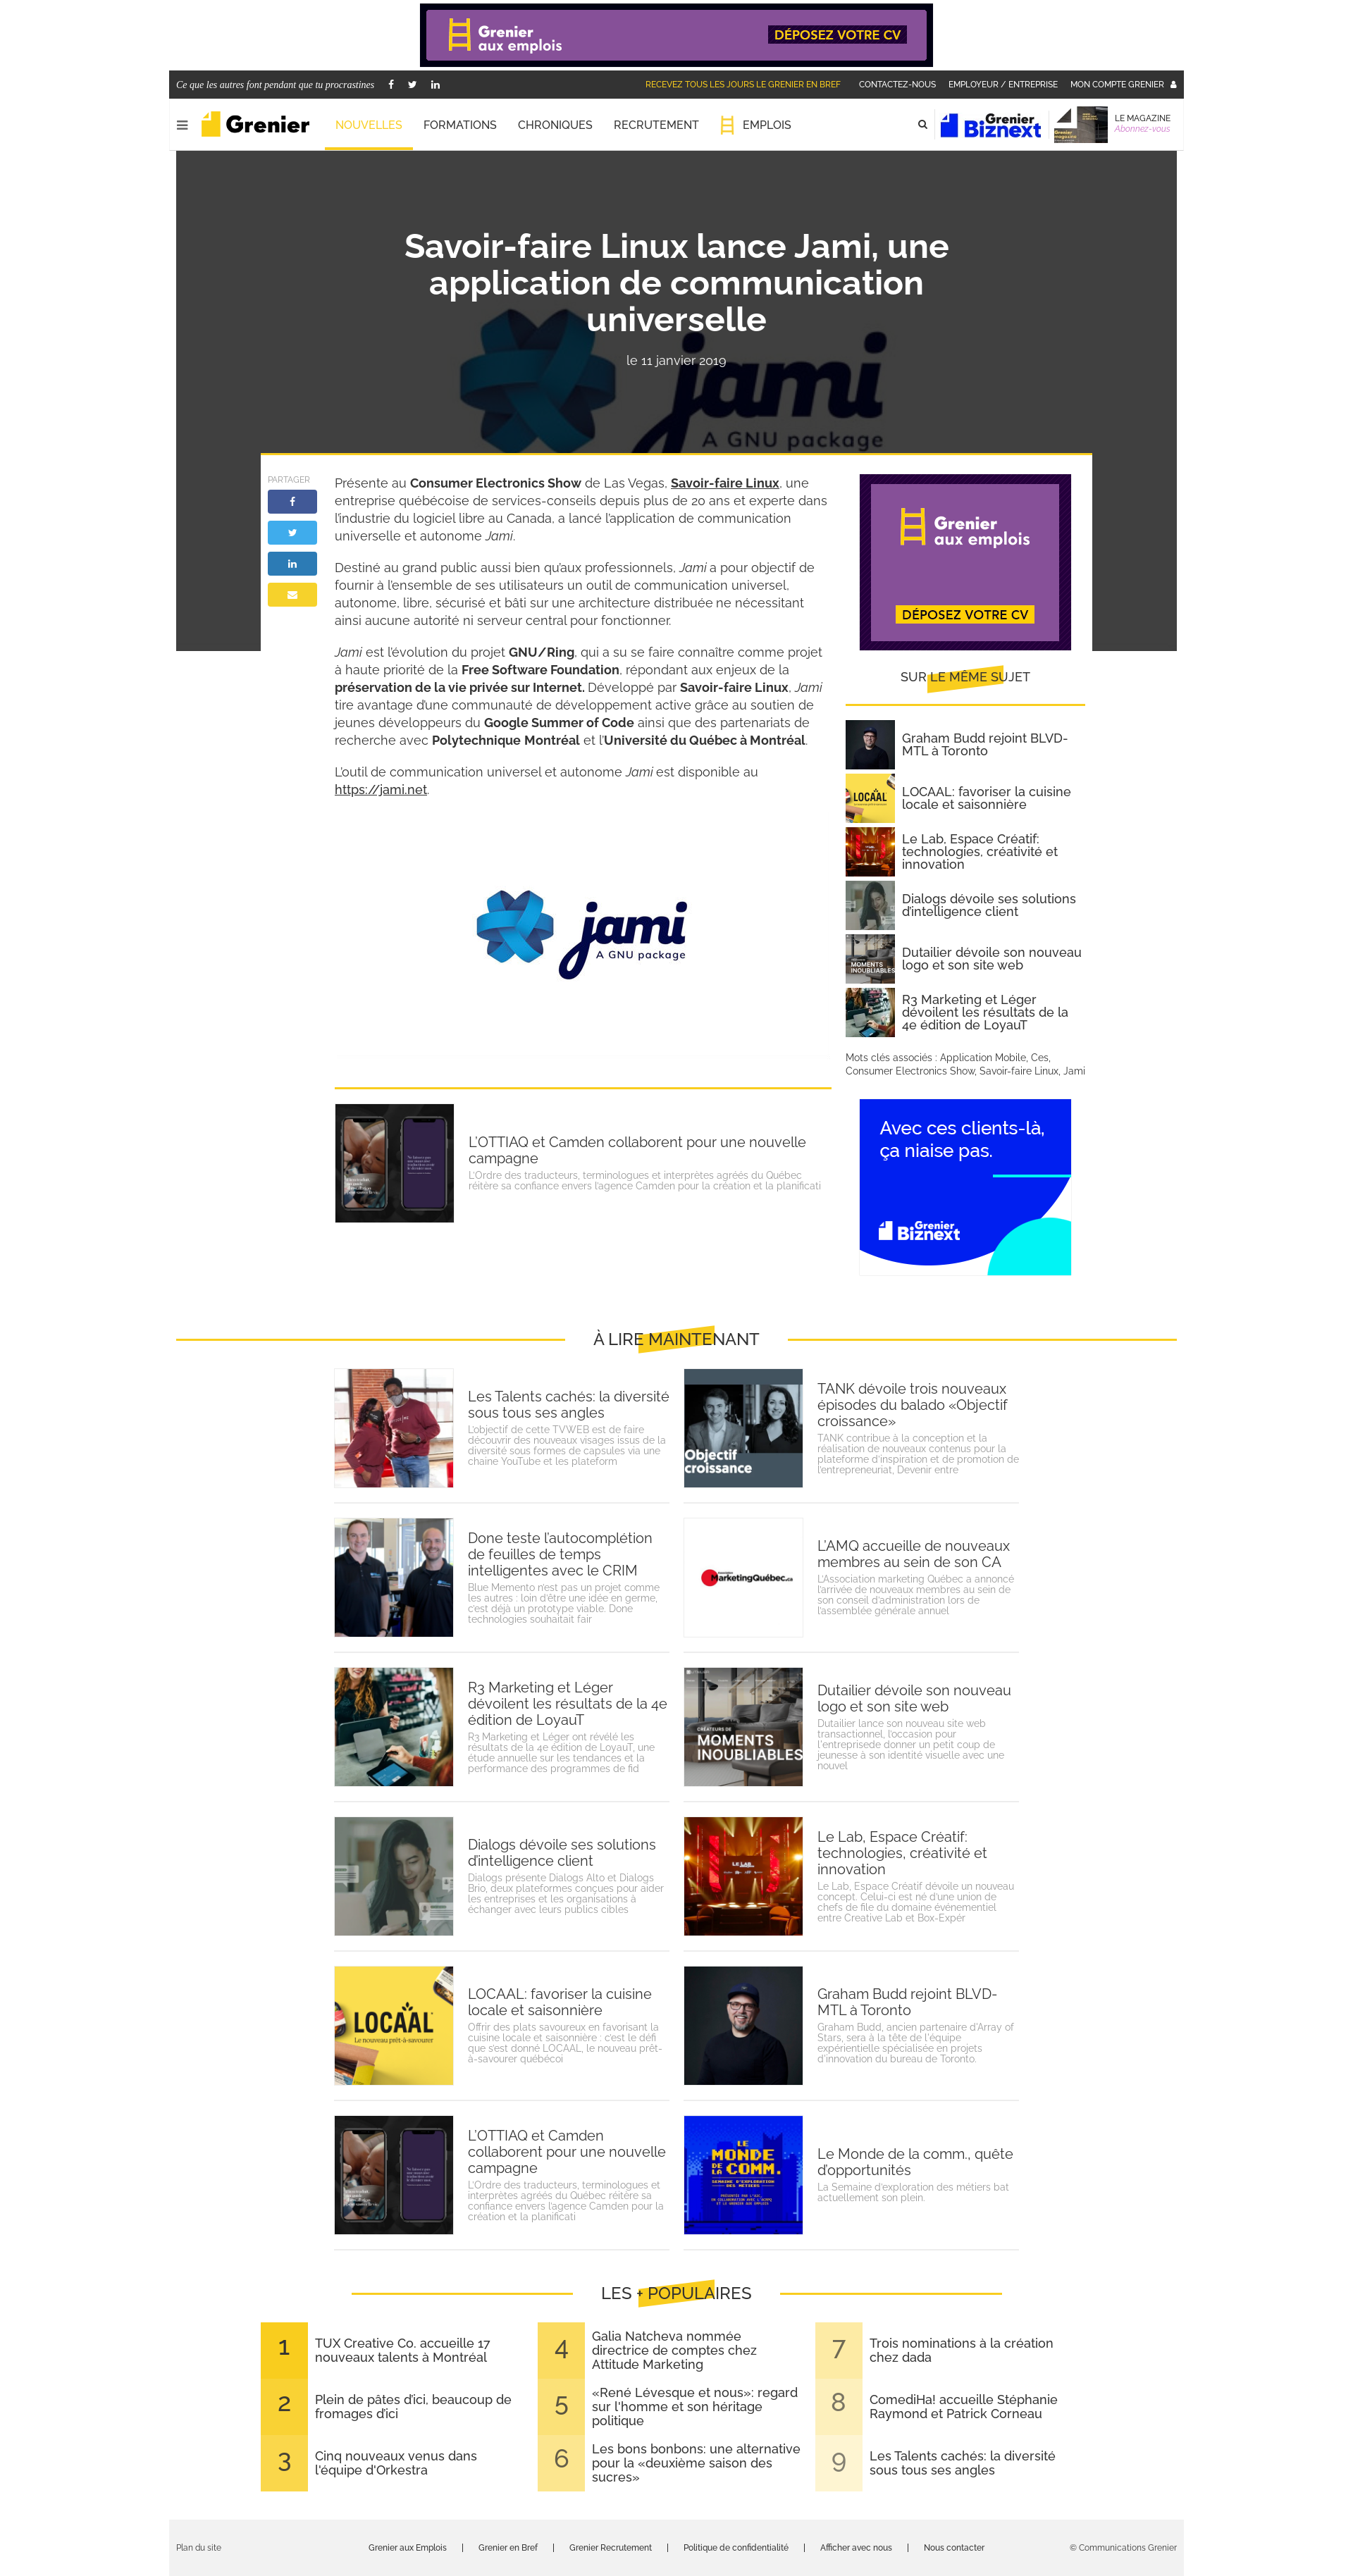 Grenier
aux emplois
DÉPOSEZ VOTRE CV
Ce que les autres font pendant que tu procrastines
RECEVEZ TOUS LES JOURS LE GRENIER EN BREF
CONTACTEZ-NOUS
EMPLOYEUR / ENTREPRISE
MON COMPTE GRENIER
Grenier
NOUVELLES
FORMATIONS
CHRONIQUES
RECRUTEMENT
EMPLOIS
Grenier
Biznext
LE MAGAZINE
Abonnez-vous
Savoir-faire Linux lance Jami, une
application de communication
universelle
le 11 janvier 2019
jami
A GNU package
PARTAGER
Présente au Consumer Electronics Show de Las Vegas, Savoir-faire Linux, une
entreprise québécoise de services-conseils depuis plus de 20 ans et experte dans
l’industrie du logiciel libre au Canada, a lancé l’application de communication
universelle et autonome Jami.
Destiné au grand public aussi bien qu’aux professionnels, Jami a pour objectif de
fournir à l’ensemble de ses utilisateurs un outil de communication universel,
autonome, libre, sécurisé et bâti sur une architecture distribuée ne nécessitant
ainsi aucune autorité ni serveur central pour fonctionner.
Jami est l’évolution du projet GNU/Ring, qui a su se faire connaître comme projet
à haute priorité de la Free Software Foundation, répondant aux enjeux de la
préservation de la vie privée sur Internet. Développé par Savoir-faire Linux, Jami
tire avantage d’une communauté de développement active grâce au soutien de
jeunes développeurs du Google Summer of Code ainsi que des partenariats de
recherche avec Polytechnique Montréal et l’Université du Québec à Montréal.
L’outil de communication universel et autonome Jami est disponible au
https://jami.net.
jami
A GNU package
Grenier
aux emplois
DÉPOSEZ VOTRE CV
SUR LE MÊME SUJET
Graham Budd rejoint BLVD-
MTL à Toronto
LOCAAL
LOCAAL: favoriser la cuisine
locale et saisonnière
Le Lab, Espace Créatif:
technologies, créativité et
innovation
Dialogs dévoile ses solutions
d’intelligence client
MOMENTS
INOUBLIABLES
Dutailier dévoile son nouveau
logo et son site web
R3 Marketing et Léger
dévoilent les résultats de la
4e édition de LoyauT
Mots clés associés : Application Mobile, Ces,
Consumer Electronics Show, Savoir-faire Linux, Jami
L’OTTIAQ et Camden collaborent pour une nouvelle
campagne
L'Ordre des traducteurs, terminologues et interprètes agréés du Québec
réitère sa confiance envers l’agence Camden pour la création et la planificati
Avec ces clients-là,
ça niaise pas.
Grenier
Biznext
À LIRE MAINTENANT
Les Talents cachés: la diversité
sous tous ses angles
L’objectif de cette TVWEB est de faire
découvrir des nouveaux visages issus de la
diversité sous formes de capsules via une
chaine YouTube et les plateform
Objectif
croissance
TANK dévoile trois nouveaux
épisodes du balado «Objectif
croissance»
TANK contribue à la conception et la
réalisation de nouveaux contenus pour la
plateforme d’inspiration et de promotion de
l’entrepreneuriat, Devenir entre
Done teste l’autocomplétion
de feuilles de temps
intelligentes avec le CRIM
Blue Memento n’est pas un projet comme
les autres : loin d’être une idée en germe,
c’est déjà un prototype viable. Done
technologies souhaitait fair
MarketingQuébec.ca
L’AMQ accueille de nouveaux
membres au sein de son CA
L’Association marketing Québec a annoncé
l’arrivée de nouveaux membres au sein de
son conseil d’administration lors de
l’assemblée générale annuel
R3 Marketing et Léger
dévoilent les résultats de la 4e
édition de LoyauT
R3 Marketing et Léger ont révélé les
résultats de la 4e édition de LoyauT, une
étude annuelle sur les tendances et la
performance des programmes de fid
CRÉATEURS DE
MOMENTS
INOUBLIABLES
Dutailier dévoile son nouveau
logo et son site web
Dutailier lance son nouveau site web
transactionnel, l’occasion pour
l'entreprisede donner un petit coup de
jeunesse à son identité visuelle avec une
nouvel
Dialogs dévoile ses solutions
d’intelligence client
Dialogs présente Dialogs Alto et Dialogs
Brio, deux plateformes conçues pour aider
les entreprises et les organisations à
échanger avec leurs publics cibles
LE LAB
Le Lab, Espace Créatif:
technologies, créativité et
innovation
Le Lab, Espace Créatif dévoile un nouveau
concept. Celui-ci est né d’une union de
chefs de file du domaine événementiel
entre Creative Lab et Box-Expér
LOCAAL
Le nouveau prêt-à-savourer
LOCAAL: favoriser la cuisine
locale et saisonnière
Offrir des plats savoureux en favorisant la
cuisine locale et saisonnière : c’est le défi
que s’est donné LOCAAL, le nouveau prêt-
à-savourer québécoi
Graham Budd rejoint BLVD-
MTL à Toronto
Graham Budd, ancien partenaire d’Array of
Stars, sera à la tête de l'équipe
expérientielle spécialisée en projets
d'innovation du bureau de Toronto.
L’OTTIAQ et Camden
collaborent pour une nouvelle
campagne
L'Ordre des traducteurs, terminologues et
interprètes agréés du Québec réitère sa
confiance envers l’agence Camden pour la
création et la planificati
LE
MONDE
DE LA COMM.
SEMAINE D'EXPLORATION
DES MÉTIERS
Le Monde de la comm., quête
d’opportunités
La Semaine d’exploration des métiers bat
actuellement son plein.
LES + POPULAIRES
1
TUX Creative Co. accueille 17
nouveaux talents à Montréal
2
Plein de pâtes d’ici, beaucoup de
fromages d’ici
3
Cinq nouveaux venus dans
l'équipe d'Orkestra
4
Galia Natcheva nommée
directrice de comptes chez
Attitude Marketing
5
«René Lévesque et nous»: regard
sur l'homme et son héritage
politique
6
Les bons bonbons: une alternative
pour la «deuxième saison des
sucres»
7
Trois nominations à la création
chez dada
8
ComediHa! accueille Stéphanie
Raymond et Patrick Corneau
9
Les Talents cachés: la diversité
sous tous ses angles
Plan du site
Grenier aux Emplois | Grenier en Bref | Grenier Recrutement | Politique de confidentialité | Afficher avec nous | Nous contacter
© Communications Grenier